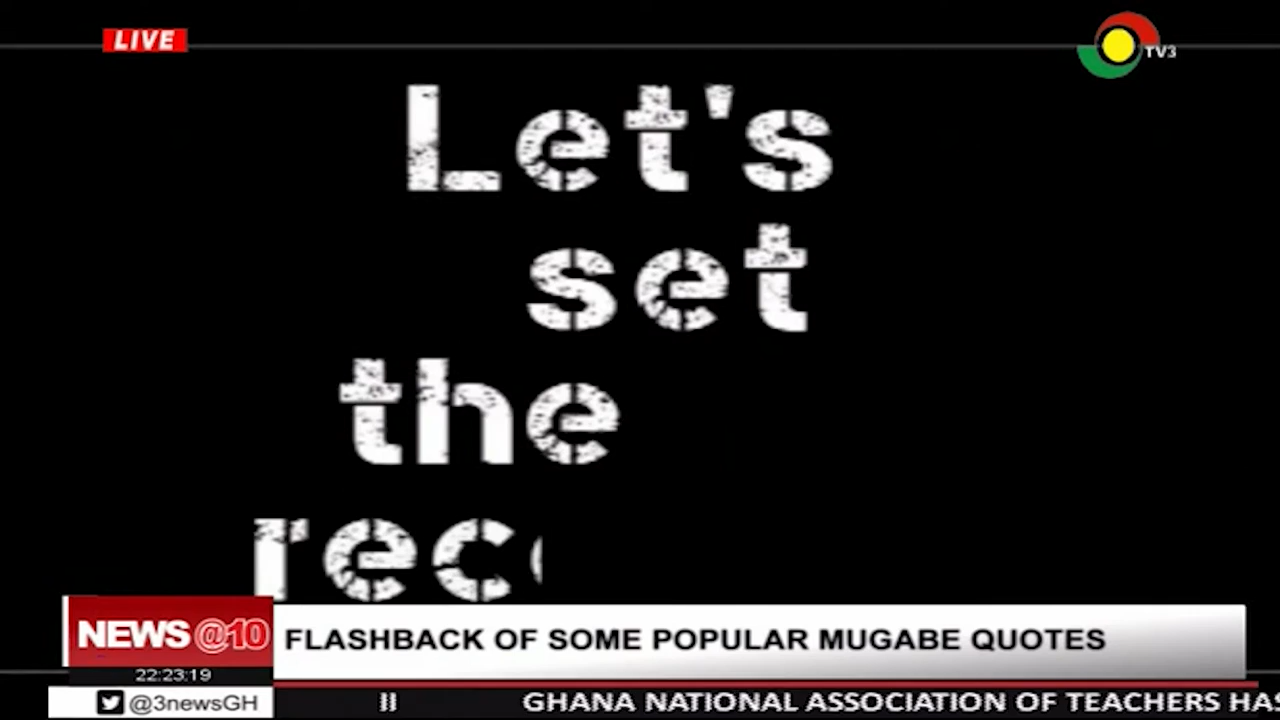 LIVE
TV3
Let's
set
the
rec
NEWS @10
FLASHBACK OF SOME POPULAR MUGABE QUOTES
22:23:19
@3newsGH
GHANA NATIONAL ASSOCIATION OF TEACHERS HAS